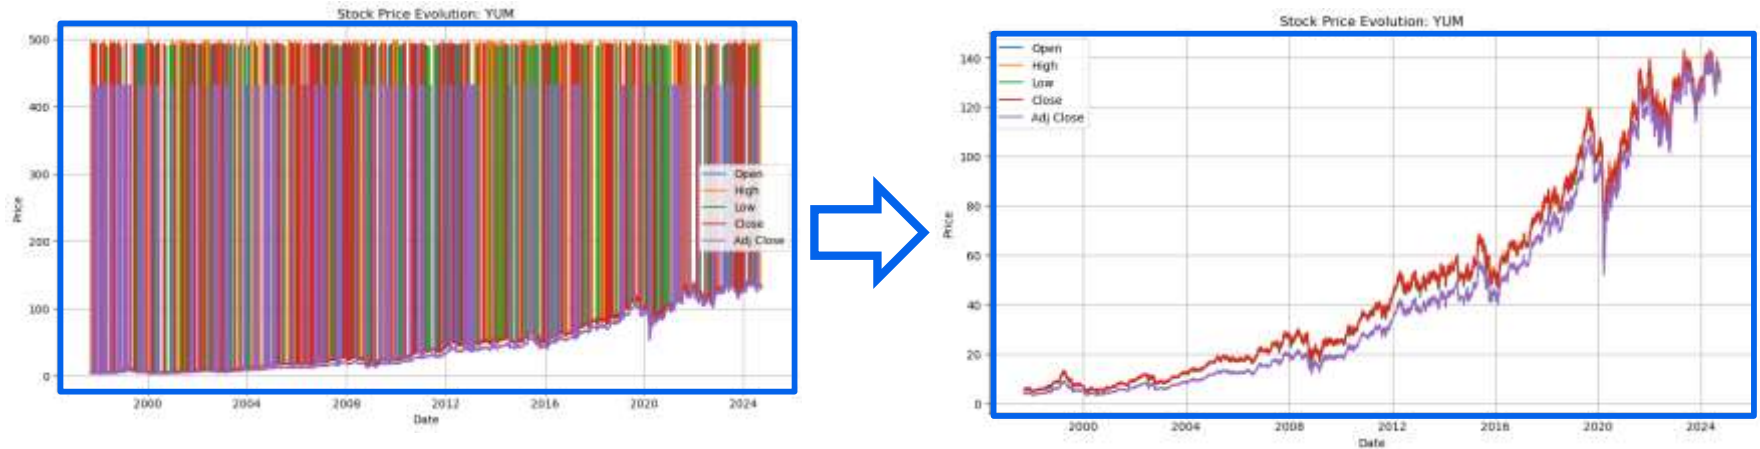 Stock Price Evolution: YUM
500
400
300
200
100
0
Price
2000 2004 2008 2012 2016 2020 2024
Date
Open
High
Low
Close
Adj Close
Stock Price Evolution: YUM
140
120
100
80
60
40
20
0
Price
2000 2004 2008 2012 2016 2020 2024
Date
Open
High
Low
Close
Adj Close